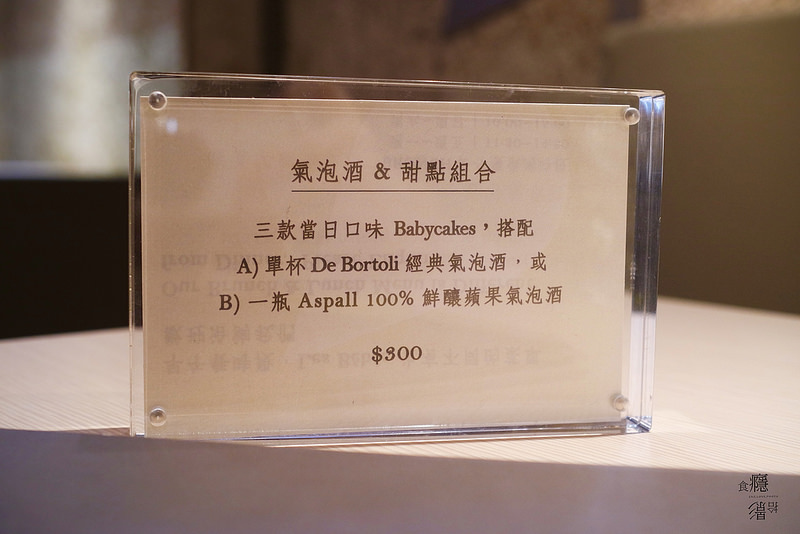 氣泡酒 & 甜點組合
三款當日口味 Babycakes，搭配
A) 單杯 De Bortoli 經典氣泡酒，或
B) 一瓶 Aspall 100% 鮮釀蘋果氣泡酒
$300
食癮